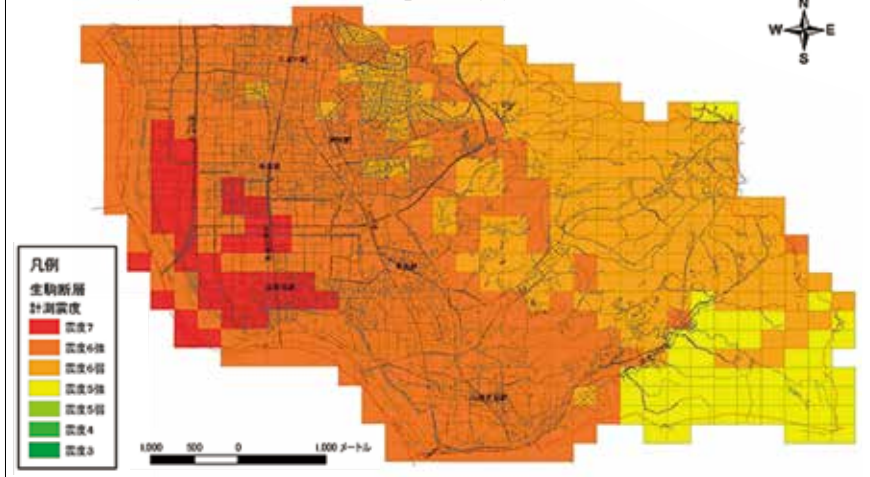 N
W E
S
凡例
生駒断層
計測震度
震度7
震度6強
震度6弱
震度5強
震度5弱
震度4
震度3
1,000 500 0 1,000 メートル